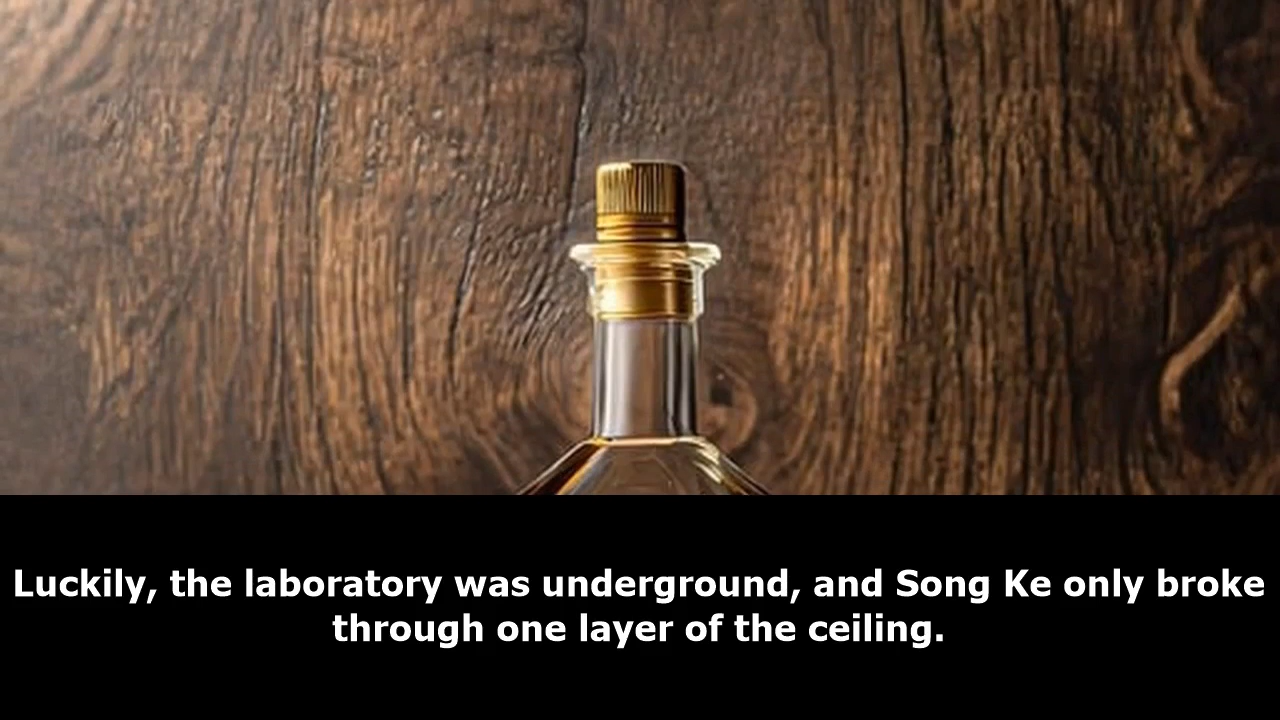 Luckily, the laboratory was underground, and Song Ke only broke
through one layer of the ceiling.